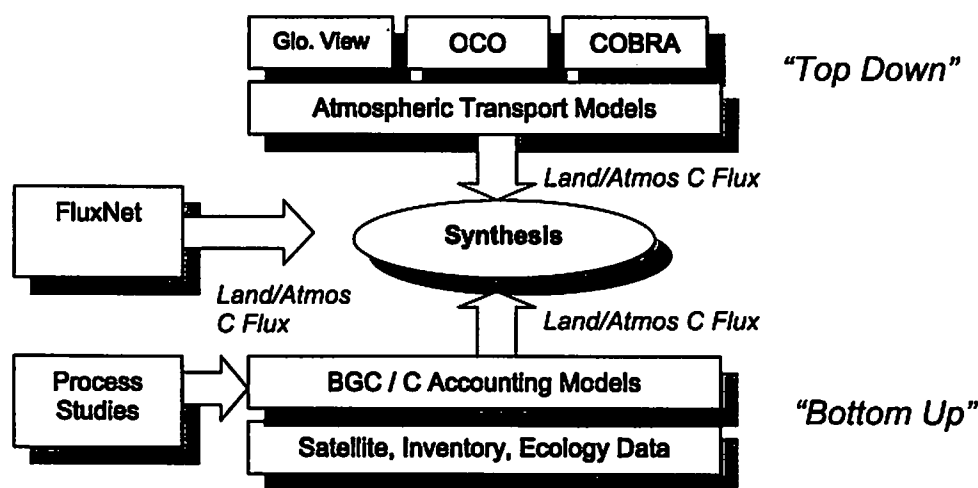 Glo. View
OCO
COBRA
"Top Down"
Atmospheric Transport Models
Land/Atmos C Flux
FluxNet
Synthesis
Land/Atmos
C Flux
Land/Atmos C Flux
Process
Studies
BGC / C Accounting Models
"Bottom Up"
Satellite, Inventory, Ecology Data